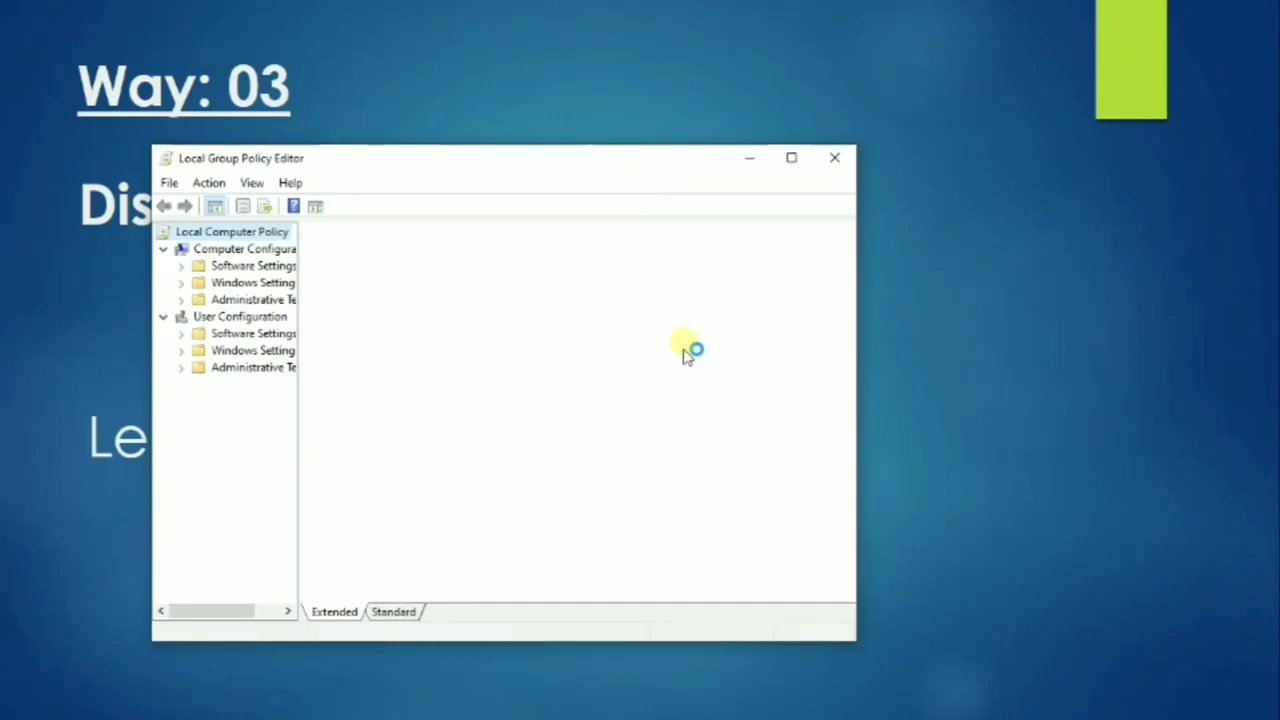 Way: 03
Local Group Policy Editor
File Action View Help
Dis
Local Computer Policy
Computer Configura
Software Settings
Windows Setting
Administrative Te
User Configuration
Software Settings
Windows Setting
Administrative Te
Le
Extended Standard